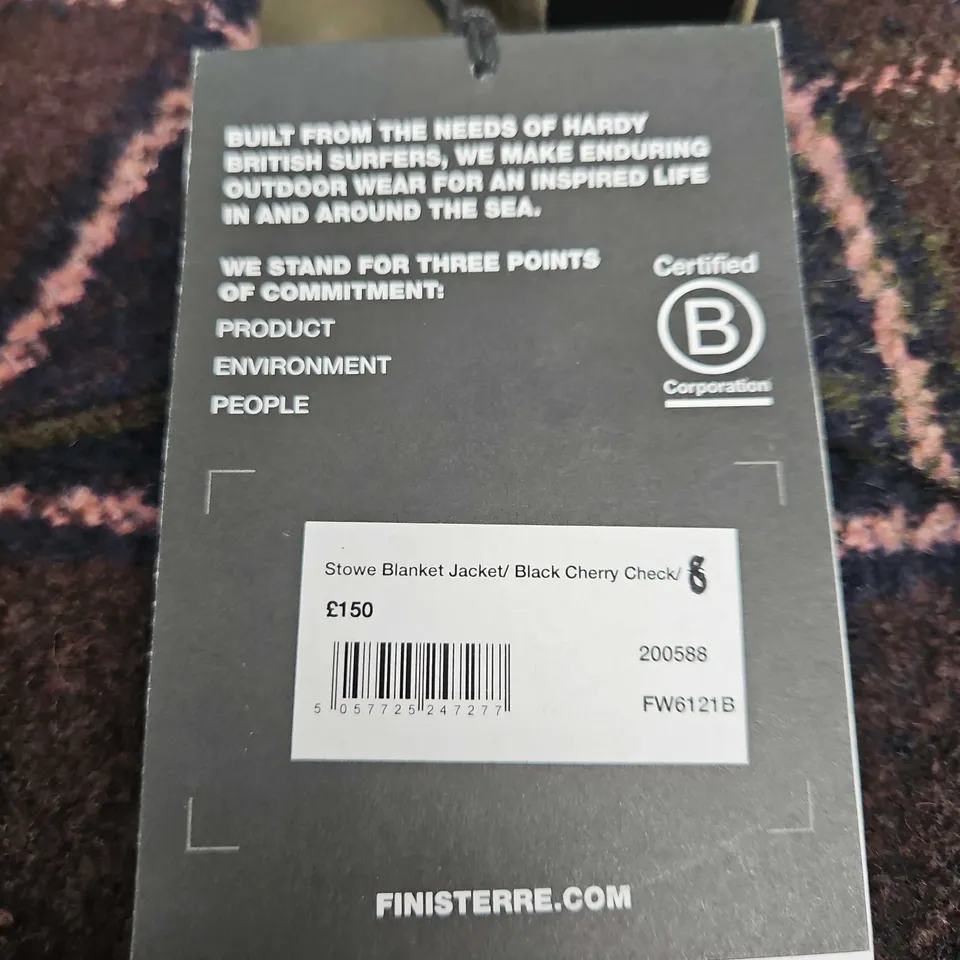 BUILT FROM THE NEEDS OF HARDY
BRITISH SURFERS, WE MAKE ENDURING
OUTDOOR WEAR FOR AN INSPIRED LIFE
IN AND AROUND THE SEA.
WE STAND FOR THREE POINTS
OF COMMITMENT:
PRODUCT
ENVIRONMENT
PEOPLE
Certified
B
Corporation
Stowe Blanket Jacket/ Black Cherry Check/ 8
£150
200588
FW6121B
5 057725 247277
FINISTERRE.COM